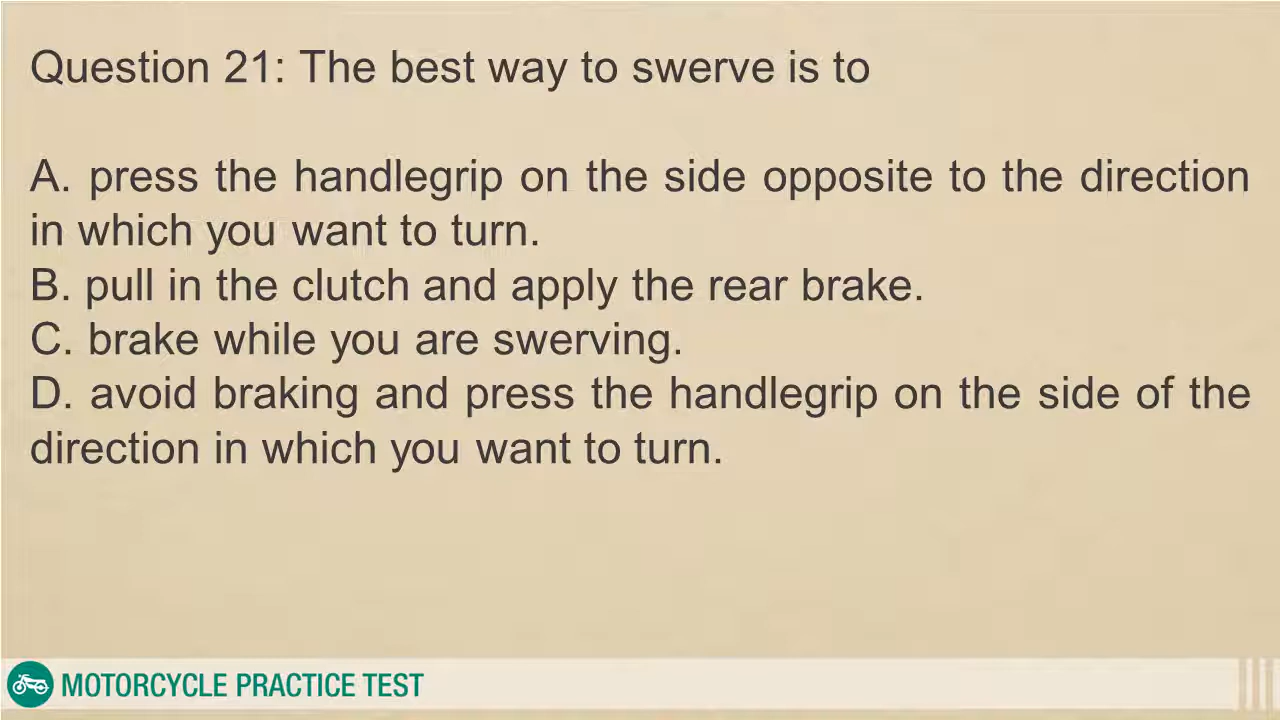 Question 21: The best way to swerve is to
A. press the handlegrip on the side opposite to the direction
in which you want to turn.
B. pull in the clutch and apply the rear brake.
C. brake while you are swerving.
D. avoid braking and press the handlegrip on the side of the
direction in which you want to turn.
MOTORCYCLE PRACTICE TEST